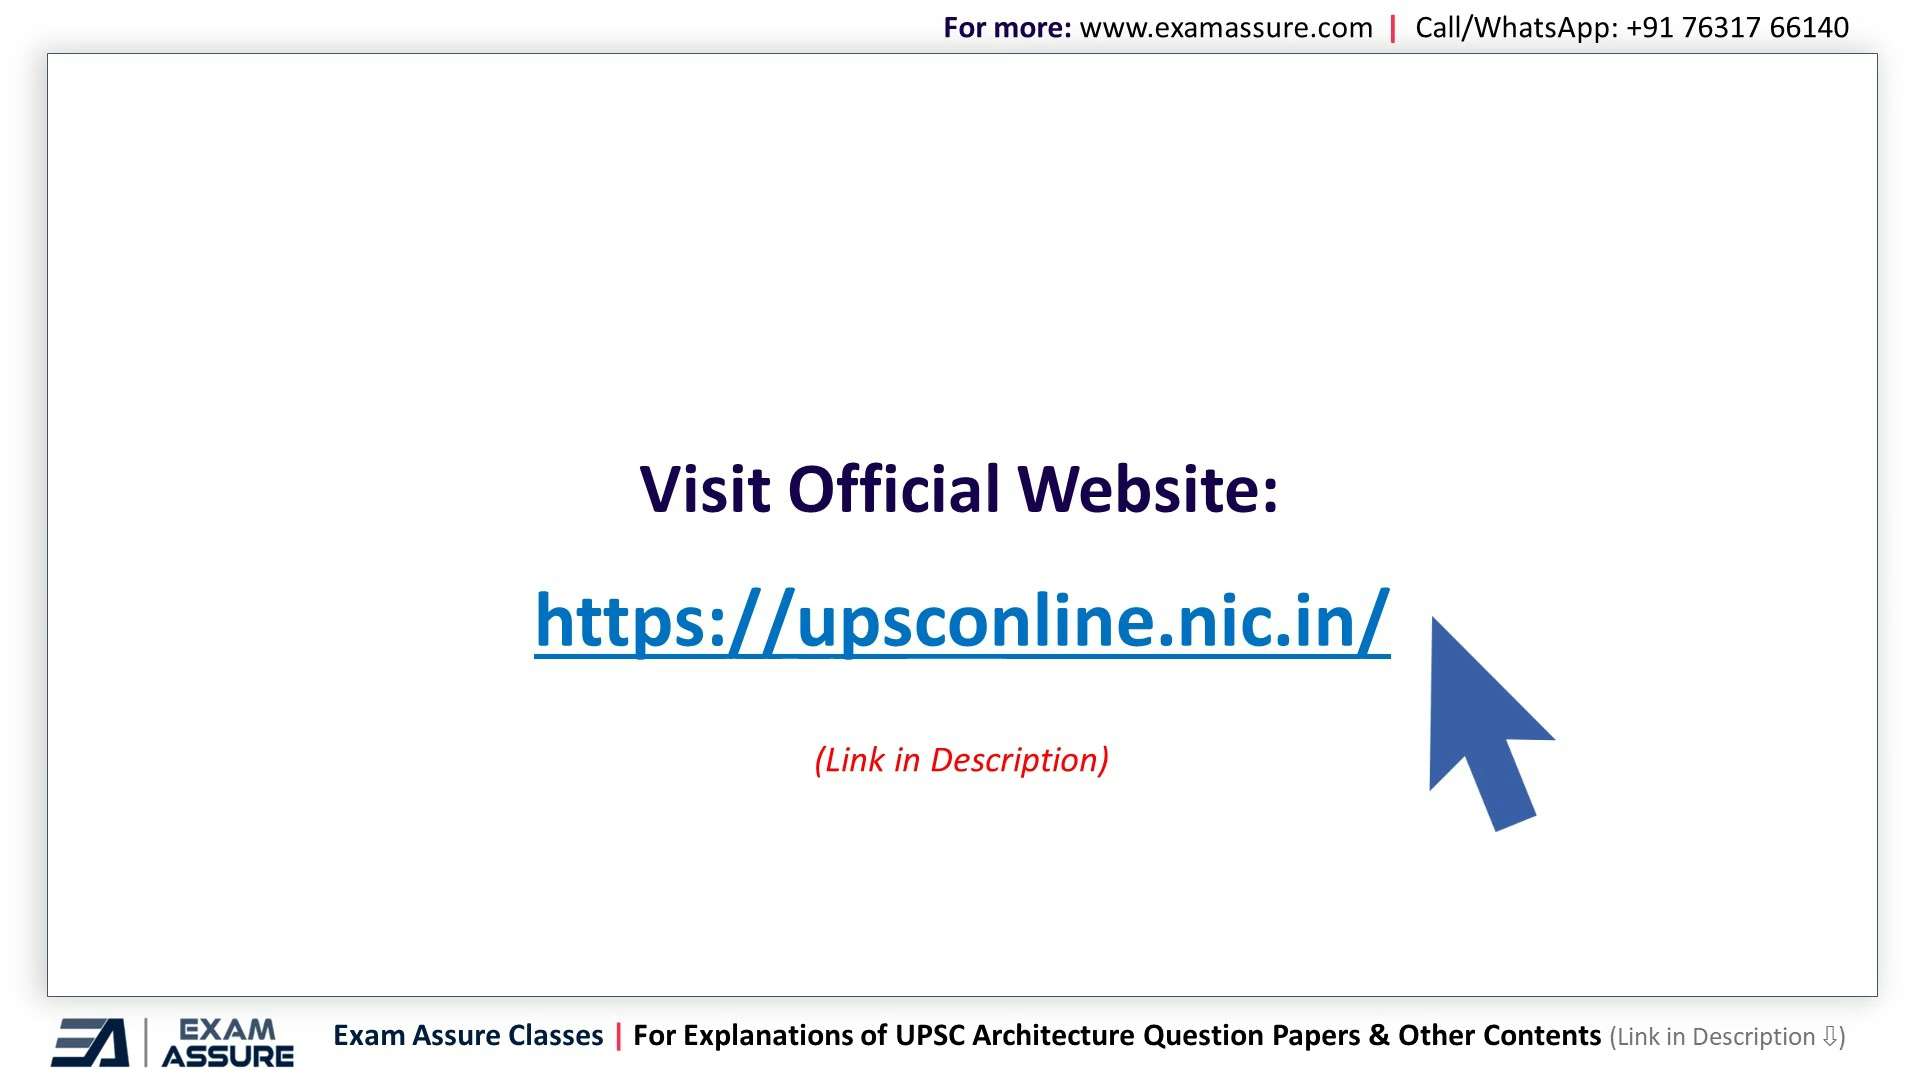 For more: www.examassure.com | Call/WhatsApp: +91 76317 66140
Visit Official Website:
https://upsconline.nic.in/
(Link in Description)
EXAM
ASSURE
Exam Assure Classes | For Explanations of UPSC Architecture Question Papers & Other Contents (Link in Description ⇩)